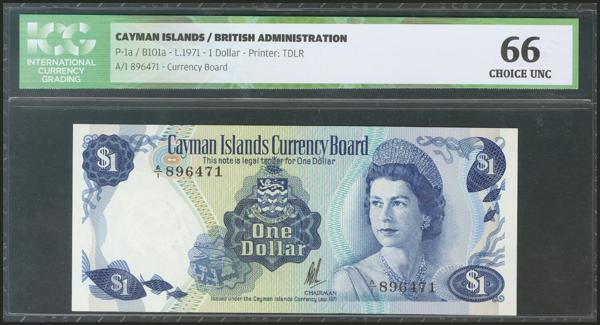 ICG
INTERNATIONAL
CURRENCY
GRADING
CAYMAN ISLANDS / BRITISH ADMINISTRATION
P-1a / B101a - L.1971 - 1 Dollar - Printer: TDLR
A/1 896471 - Currency Board
66
CHOICE UNC
Cayman Islands Currency Board
This note is legal tender for One Dollar
$1
$1
A/1 896471
One
Dollar
CHAIRMAN
A/1 896471
$1
$1
Issued under the Cayman Islands Currency Law, 1971